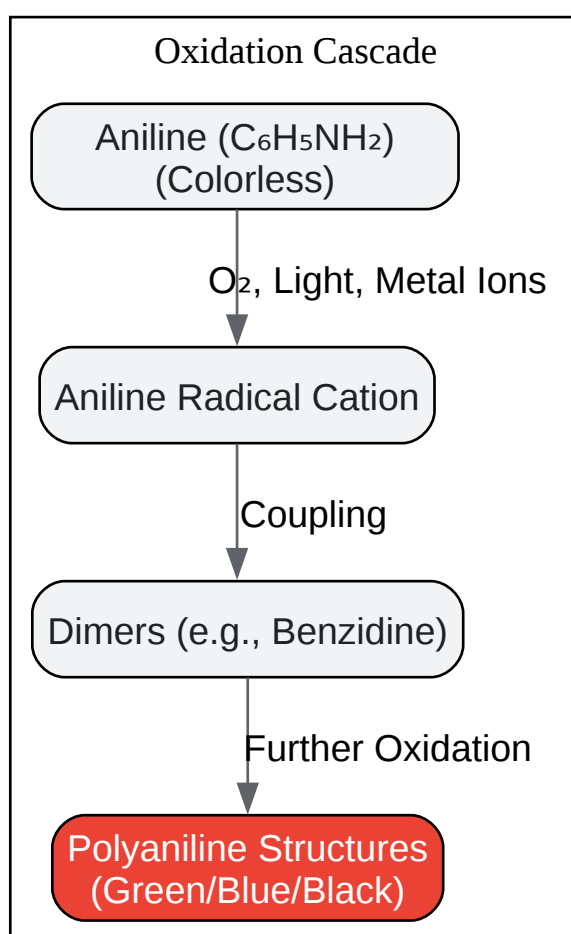 Oxidation Cascade
Aniline (C₆H₅NH₂)
(Colorless)
O₂, Light, Metal Ions
Aniline Radical Cation
Coupling
Dimers (e.g., Benzidine)
Further Oxidation
Polyaniline Structures
(Green/Blue/Black)